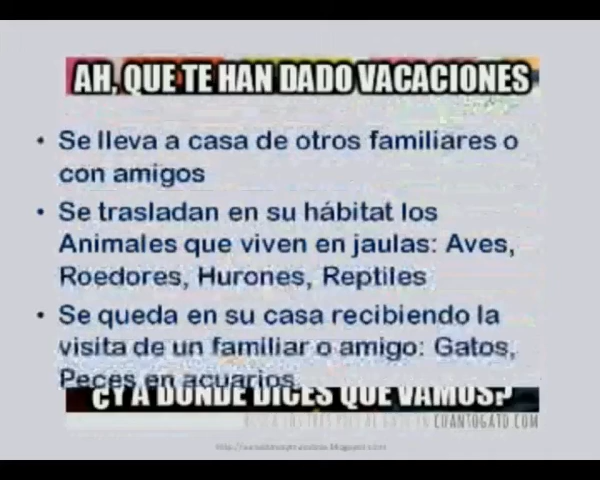 AH, QUE TE HAN DADO VACACIONES
• Se lleva a casa de otros familiares o
con amigos
• Se trasladan en su hábitat los
Animales que viven en jaulas: Aves,
Roedores, Hurones, Reptiles
• Se queda en su casa recibiendo la
visita de un familiar o amigo: Gatos,
Peces en acuarios
¿Y A DONDE DICES QUE VAMOS?
CUANTOGATO.COM